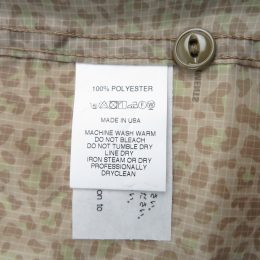 100% POLYESTER
MADE IN USA
MACHINE WASH WARM
DO NOT BLEACH
DO NOT TUMBLE DRY
LINE DRY
IRON STEAM OR DRY
PROFESSIONALLY
DRYCLEAN